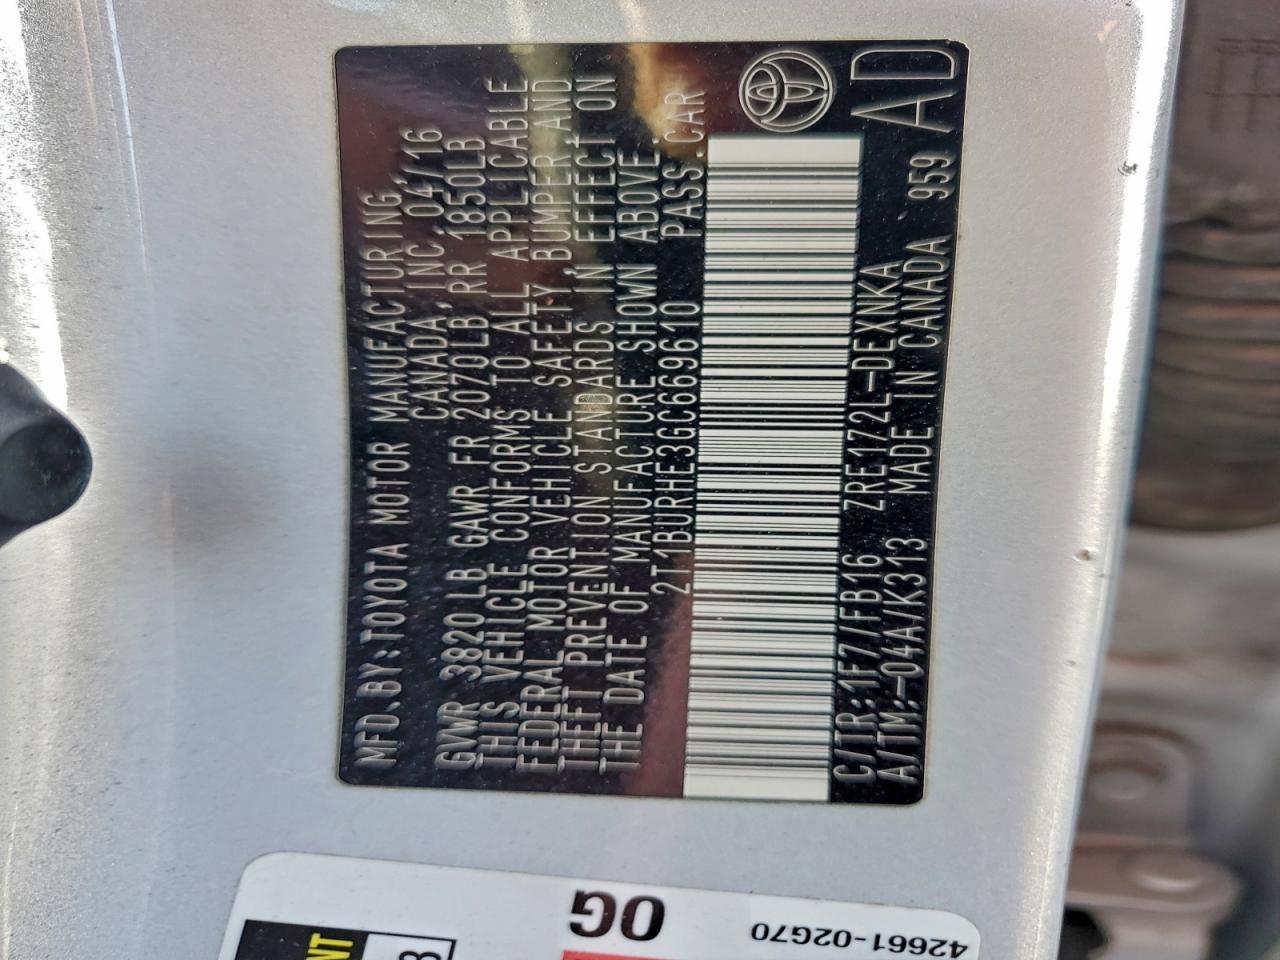 MFD.BY:TOYOTA MOTOR MANUFACTURING
CANADA, INC. 04/16
GVWR 3820 LB GAWR FR 2070LB RR 1850LB
THIS VEHICLE CONFORMS TO ALL APPLICABLE
FEDERAL MOTOR VEHICLE SAFETY, BUMPER, AND
THEFT PREVENTION STANDARDS IN EFFECT ON
THE DATE OF MANUFACTURE SHOWN ABOVE.
2T1BURHE3GC669610 PASS.CAR
C/TR:1F7/FB16 ZRE172L-DEXNKA
A/TM:-04A/K313 MADE IN CANADA 959 AD
0G
42661-02G70